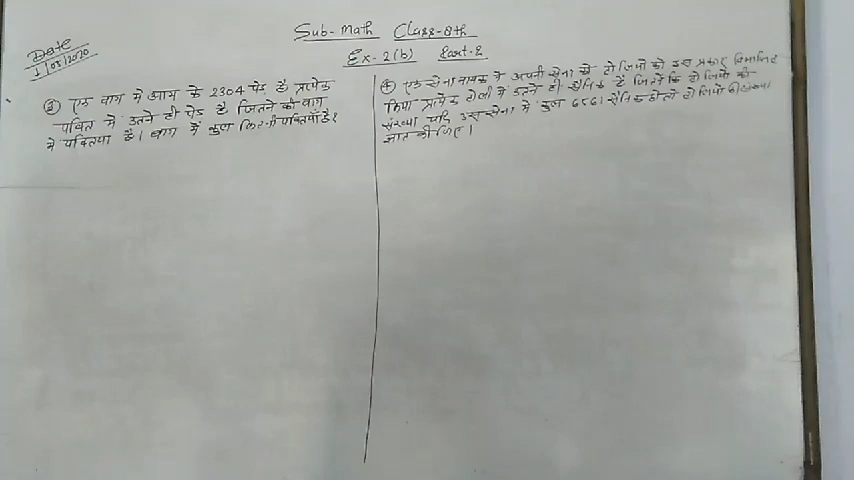 Sub- Math Class-8th
Date
1/05/2020
Ex-2(b) Part-2
③ एक बाग में आम के 2304 पेड़ है, प्रत्येक
पंक्ति में उतने ही पेड़ है जितने की बाग
में पंक्तियां है। बाग में कुल कितनी पंक्तियाँ है?
④ एक सेना नायक ने अपनी सेना को टोलियों को इस प्रकार विभाजित
किया प्रत्येक टोली में उतने ही सैनिक हैं जितने कि टोलियों की
संख्या यदि उस सेना में कुल 6561 सैनिक हो तो टोलियों की संख्या
ज्ञात कीजिए।